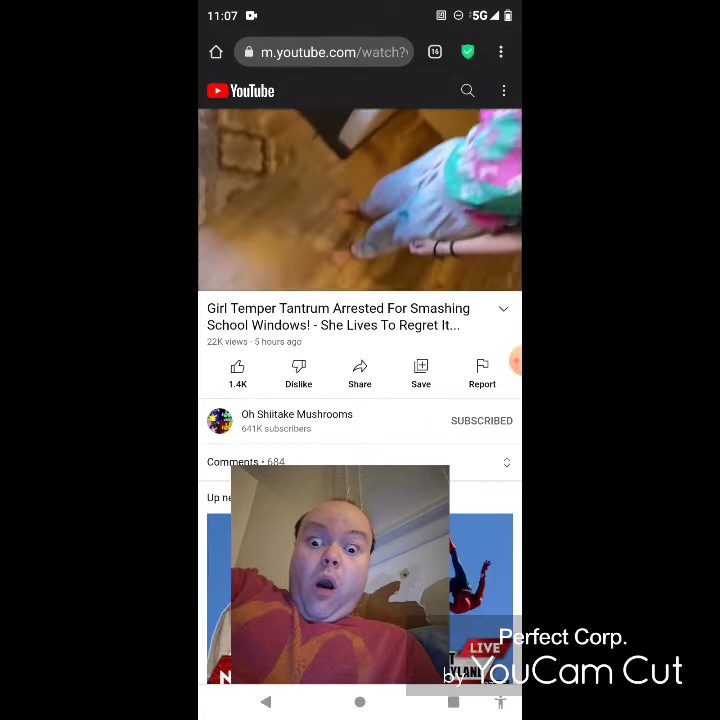 11:07 5G
m.youtube.com/watch?v 16
YouTube
Girl Temper Tantrum Arrested For Smashing
School Windows! - She Lives To Regret It...
22K views · 5 hours ago
1.4K Dislike Share Save Report
Oh Shiitake Mushrooms
641K subscribers
SUBSCRIBED
Comments • 684
Up ne
LIVE
Perfect Corp.
by YouCam Cut